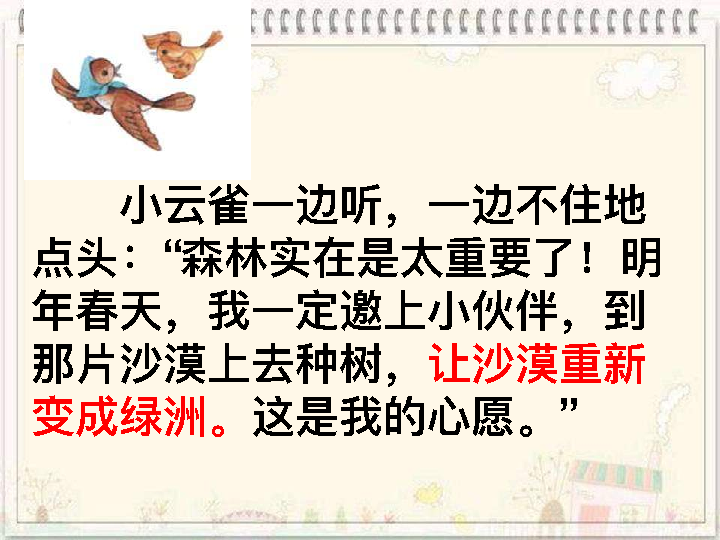 小云雀一边听，一边不住地
点头：“森林实在是太重要了！明
年春天，我一定邀上小伙伴，到
那片沙漠上去种树，让沙漠重新
变成绿洲。这是我的心愿。”